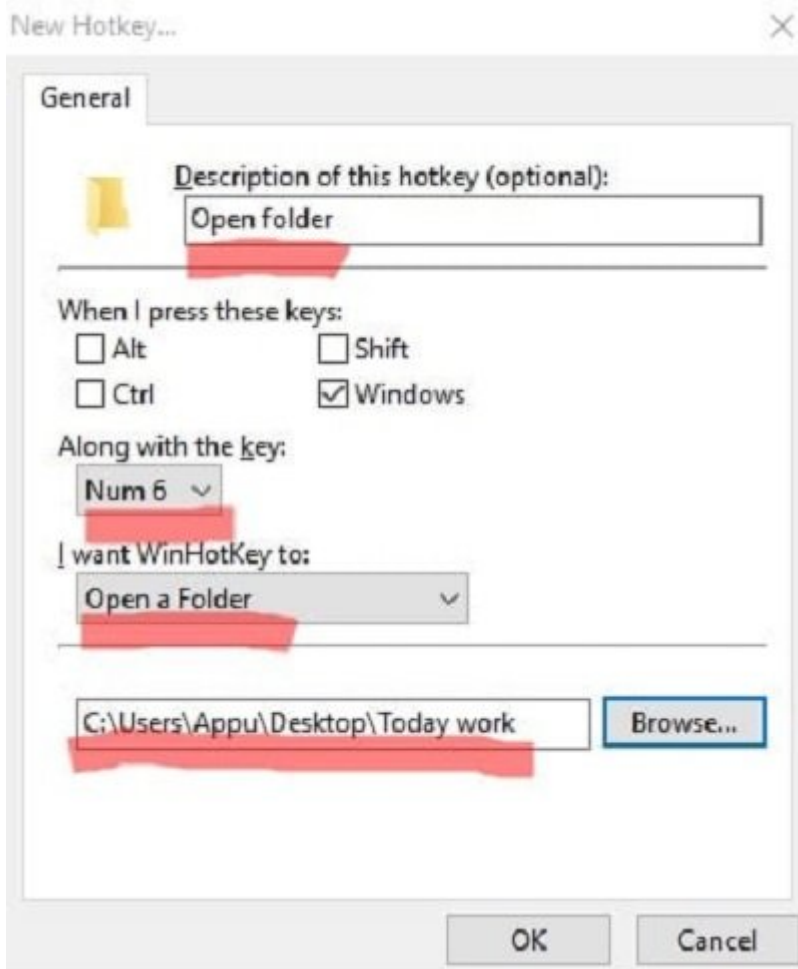 New Hotkey...
General
Description of this hotkey (optional):
Open folder
When I press these keys:
Alt Shift
Ctrl Windows
Along with the key:
Num 6
I want WinHotKey to:
Open a Folder
C:\Users\Appu\Desktop\Today work Browse...
OK Cancel